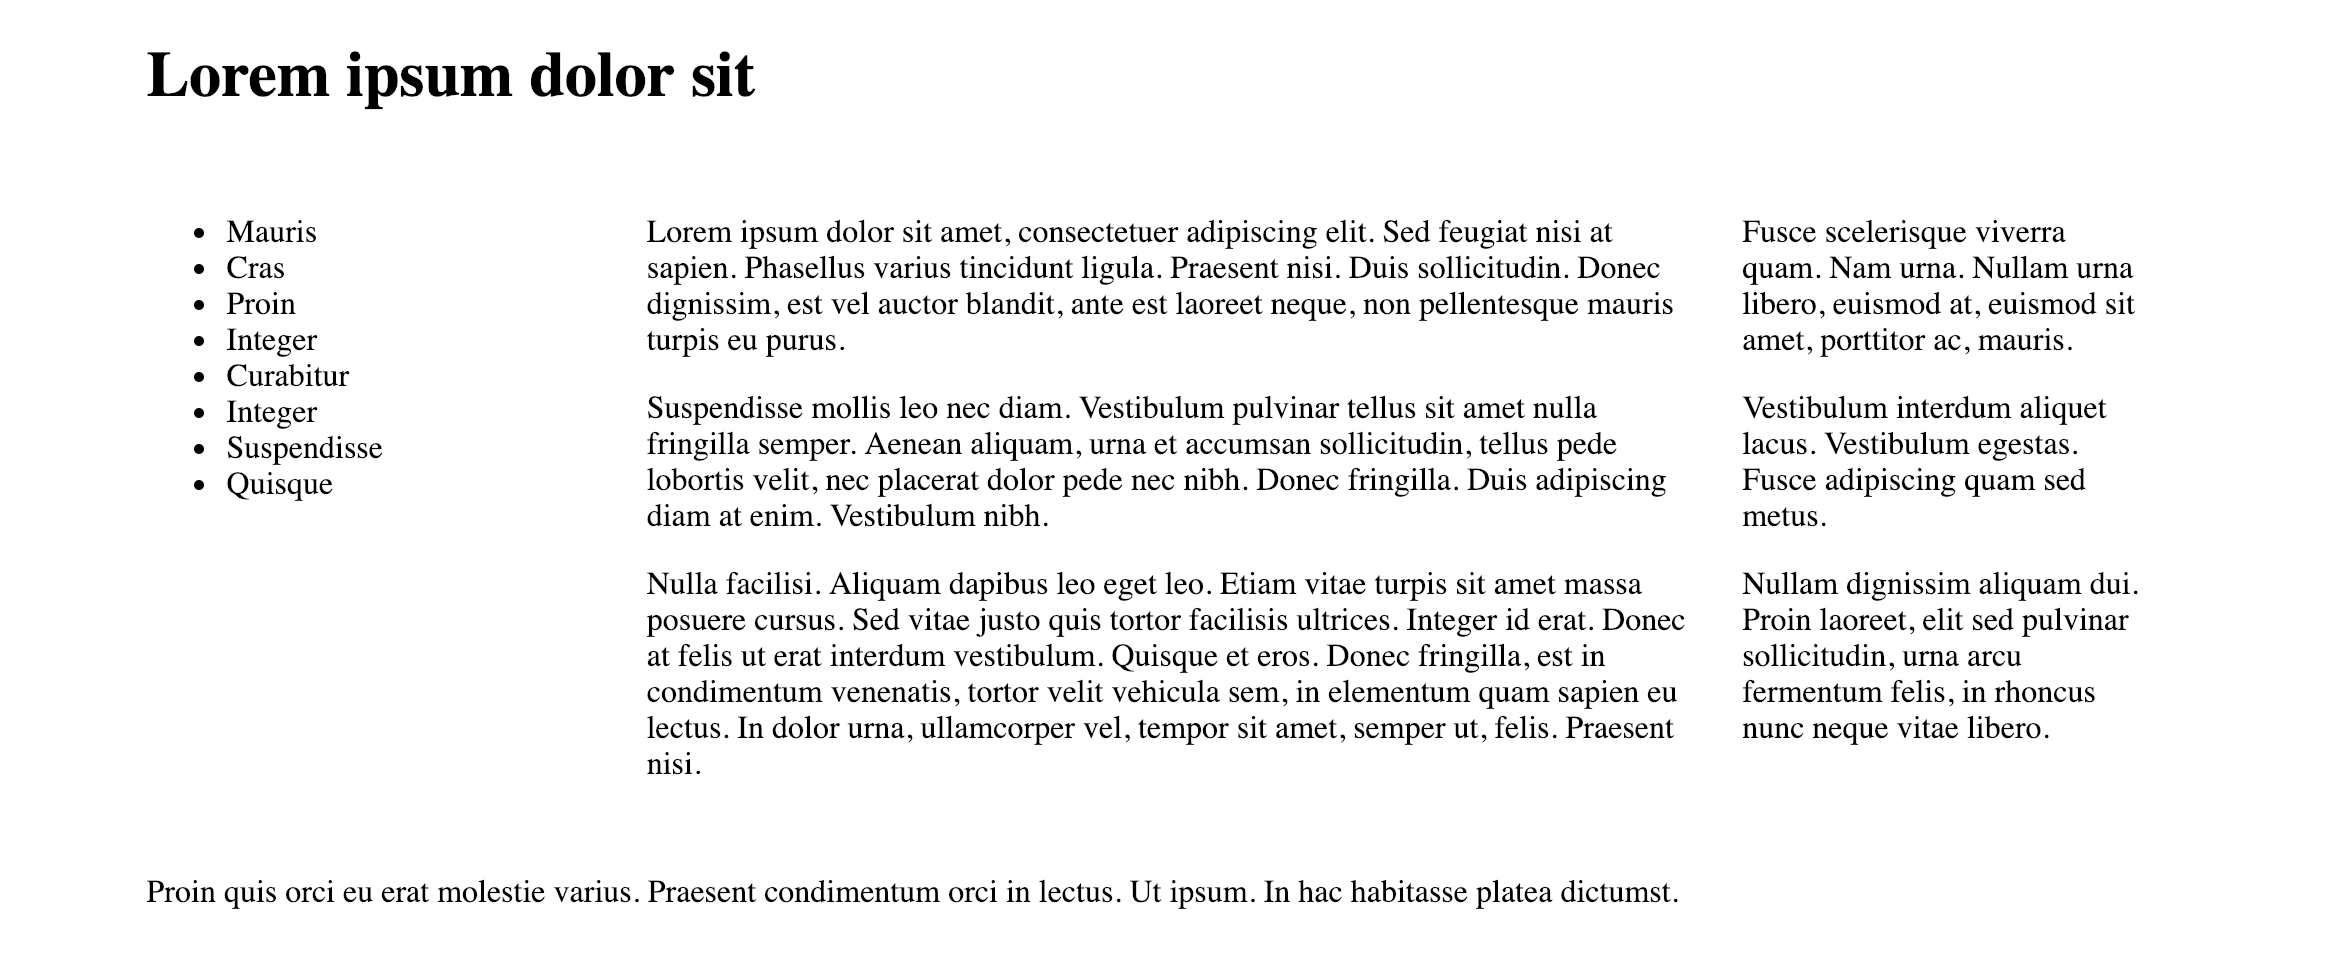 Lorem ipsum dolor sit
Mauris
Cras
Proin
Integer
Curabitur
Integer
Suspendisse
Quisque
Lorem ipsum dolor sit amet, consectetuer adipiscing elit. Sed feugiat nisi at
sapien. Phasellus varius tincidunt ligula. Praesent nisi. Duis sollicitudin. Donec
dignissim, est vel auctor blandit, ante est laoreet neque, non pellentesque mauris
turpis eu purus.
Suspendisse mollis leo nec diam. Vestibulum pulvinar tellus sit amet nulla
fringilla semper. Aenean aliquam, urna et accumsan sollicitudin, tellus pede
lobortis velit, nec placerat dolor pede nec nibh. Donec fringilla. Duis adipiscing
diam at enim. Vestibulum nibh.
Nulla facilisi. Aliquam dapibus leo eget leo. Etiam vitae turpis sit amet massa
posuere cursus. Sed vitae justo quis tortor facilisis ultrices. Integer id erat. Donec
at felis ut erat interdum vestibulum. Quisque et eros. Donec fringilla, est in
condimentum venenatis, tortor velit vehicula sem, in elementum quam sapien eu
lectus. In dolor urna, ullamcorper vel, tempor sit amet, semper ut, felis. Praesent
nisi.
Fusce scelerisque viverra
quam. Nam urna. Nullam urna
libero, euismod at, euismod sit
amet, porttitor ac, mauris.
Vestibulum interdum aliquet
lacus. Vestibulum egestas.
Fusce adipiscing quam sed
metus.
Nullam dignissim aliquam dui.
Proin laoreet, elit sed pulvinar
sollicitudin, urna arcu
fermentum felis, in rhoncus
nunc neque vitae libero.
Proin quis orci eu erat molestie varius. Praesent condimentum orci in lectus. Ut ipsum. In hac habitasse platea dictumst.